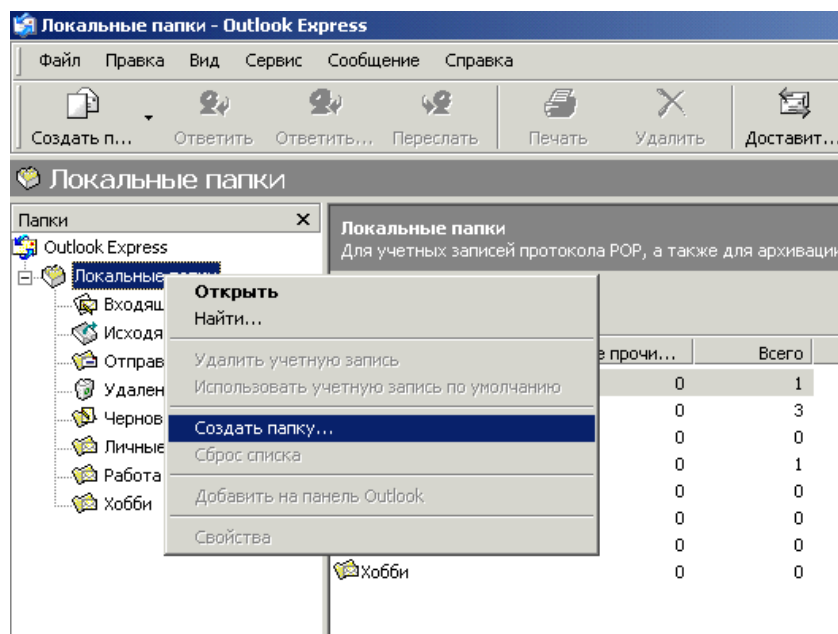 Локальные папки - Outlook Express
Файл Правка Вид Сервис Сообщение Справка
Создать п... Ответить Ответить... Переслать Печать Удалить Доставит...
Локальные папки
Папки
Outlook Express
Локальные
Входящ
Исходя
Отправ
Удален
Чернов
Личные
Работа
Хобби
Открыть
Найти...
Удалить учетную запись
Использовать учетную запись по умолчанию
Создать папку...
Сброс списка
Добавить на панель Outlook
Свойства
Локальные папки
Для учетных записей протокола POP, а также для архиваци
е прочи... Всего
0 1
0 3
0 0
0 1
0 0
0 0
0 0
Хобби 0 0